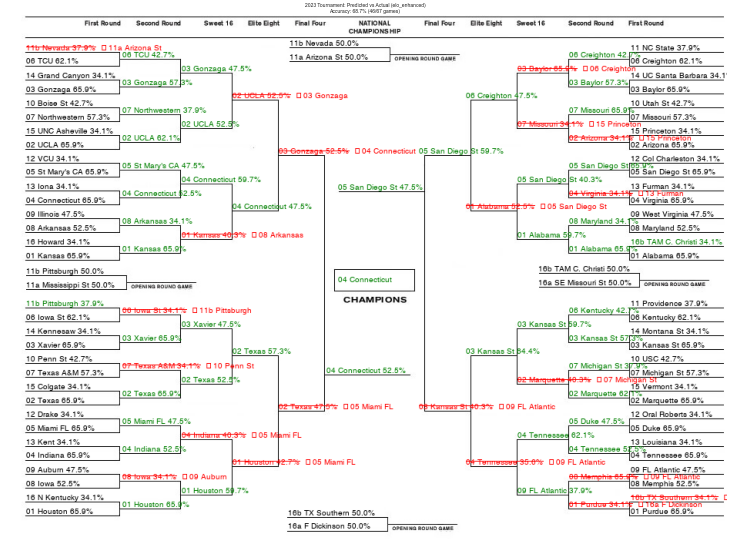 2023 Tournament: Predicted vs Actual (elo_enhanced)
Accuracy: 68.7% (46/67 games)
First Round
Second Round
Sweet 16
Elite Eight
Final Four
NATIONAL CHAMPIONSHIP
Final Four
Elite Eight
Sweet 16
Second Round
First Round
11b Nevada 50.0%
11a Arizona St 50.0%
OPENING ROUND GAME
11b Nevada 37.9% 11a Arizona St
06 TCU 62.1%
14 Grand Canyon 34.1%
03 Gonzaga 65.9%
10 Boise St 42.7%
07 Northwestern 57.3%
15 UNC Asheville 34.1%
02 UCLA 65.9%
12 VCU 34.1%
05 St Mary's CA 65.9%
13 Iona 34.1%
04 Connecticut 65.9%
09 Illinois 47.5%
08 Arkansas 52.5%
16 Howard 34.1%
01 Kansas 65.9%
06 TCU 42.7%
03 Gonzaga 57.3%
07 Northwestern 37.9%
02 UCLA 62.1%
05 St Mary's CA 47.5%
04 Connecticut 52.5%
08 Arkansas 34.1%
01 Kansas 65.9%
03 Gonzaga 47.5%
02 UCLA 52.5%
04 Connecticut 59.7%
01 Kansas 40.3% 08 Arkansas
02 UCLA 52.5% 03 Gonzaga
04 Connecticut 47.5%
03 Gonzaga 52.5% 04 Connecticut
05 San Diego St 47.5%
11b Pittsburgh 50.0%
11a Mississippi St 50.0%
OPENING ROUND GAME
11b Pittsburgh 37.9%
06 Iowa St 62.1%
14 Kennesaw 34.1%
03 Xavier 65.9%
10 Penn St 42.7%
07 Texas A&M 57.3%
15 Colgate 34.1%
02 Texas 65.9%
12 Drake 34.1%
05 Miami FL 65.9%
13 Kent 34.1%
04 Indiana 65.9%
09 Auburn 47.5%
08 Iowa 52.5%
16 N Kentucky 34.1%
01 Houston 65.9%
06 Iowa St 34.1% 11b Pittsburgh
03 Xavier 65.9%
07 Texas A&M 34.1% 10 Penn St
02 Texas 65.9%
05 Miami FL 47.5%
04 Indiana 52.5%
08 Iowa 34.1% 09 Auburn
01 Houston 65.9%
03 Xavier 47.5%
02 Texas 52.5%
04 Indiana 40.3% 05 Miami FL
01 Houston 59.7%
02 Texas 57.3%
01 Houston 42.7% 05 Miami FL
02 Texas 47.5% 05 Miami FL
04 Connecticut 52.5%
04 Connecticut
CHAMPIONS
16b TX Southern 50.0%
16a F Dickinson 50.0%
OPENING ROUND GAME
05 San Diego St 59.7%
06 Creighton 47.5%
01 Alabama 52.5% 05 San Diego St
03 Baylor 65.9% 06 Creighton
07 Missouri 34.1% 15 Princeton
05 San Diego St 40.3%
01 Alabama 59.7%
06 Creighton 42.7%
03 Baylor 57.3%
07 Missouri 65.9%
02 Arizona 34.1% 15 Princeton
05 San Diego St 65.9%
04 Virginia 34.1% 13 Furman
08 Maryland 34.1%
01 Alabama 65.9%
11 NC State 37.9%
06 Creighton 62.1%
14 UC Santa Barbara 34.1%
03 Baylor 65.9%
10 Utah St 42.7%
07 Missouri 57.3%
15 Princeton 34.1%
02 Arizona 65.9%
12 Col Charleston 34.1%
05 San Diego St 65.9%
13 Furman 34.1%
04 Virginia 65.9%
09 West Virginia 47.5%
08 Maryland 52.5%
16b TAM C. Christi 34.1%
01 Alabama 65.9%
16b TAM C. Christi 50.0%
16a SE Missouri St 50.0%
OPENING ROUND GAME
03 Kansas St 40.3% 09 FL Atlantic
03 Kansas St 64.4%
04 Tennessee 35.6% 09 FL Atlantic
03 Kansas St 59.7%
02 Marquette 40.3% 07 Michigan St
04 Tennessee 62.1%
09 FL Atlantic 37.9%
06 Kentucky 42.7%
03 Kansas St 57.3%
07 Michigan St 37.9%
02 Marquette 62.1%
05 Duke 47.5%
04 Tennessee 52.5%
08 Memphis 65.9% 09 FL Atlantic
01 Purdue 34.1% 16a F Dickinson
11 Providence 37.9%
06 Kentucky 62.1%
14 Montana St 34.1%
03 Kansas St 65.9%
10 USC 42.7%
07 Michigan St 57.3%
15 Vermont 34.1%
02 Marquette 65.9%
12 Oral Roberts 34.1%
05 Duke 65.9%
13 Louisiana 34.1%
04 Tennessee 65.9%
09 FL Atlantic 47.5%
08 Memphis 52.5%
16b TX Southern 34.1%
01 Purdue 65.9%